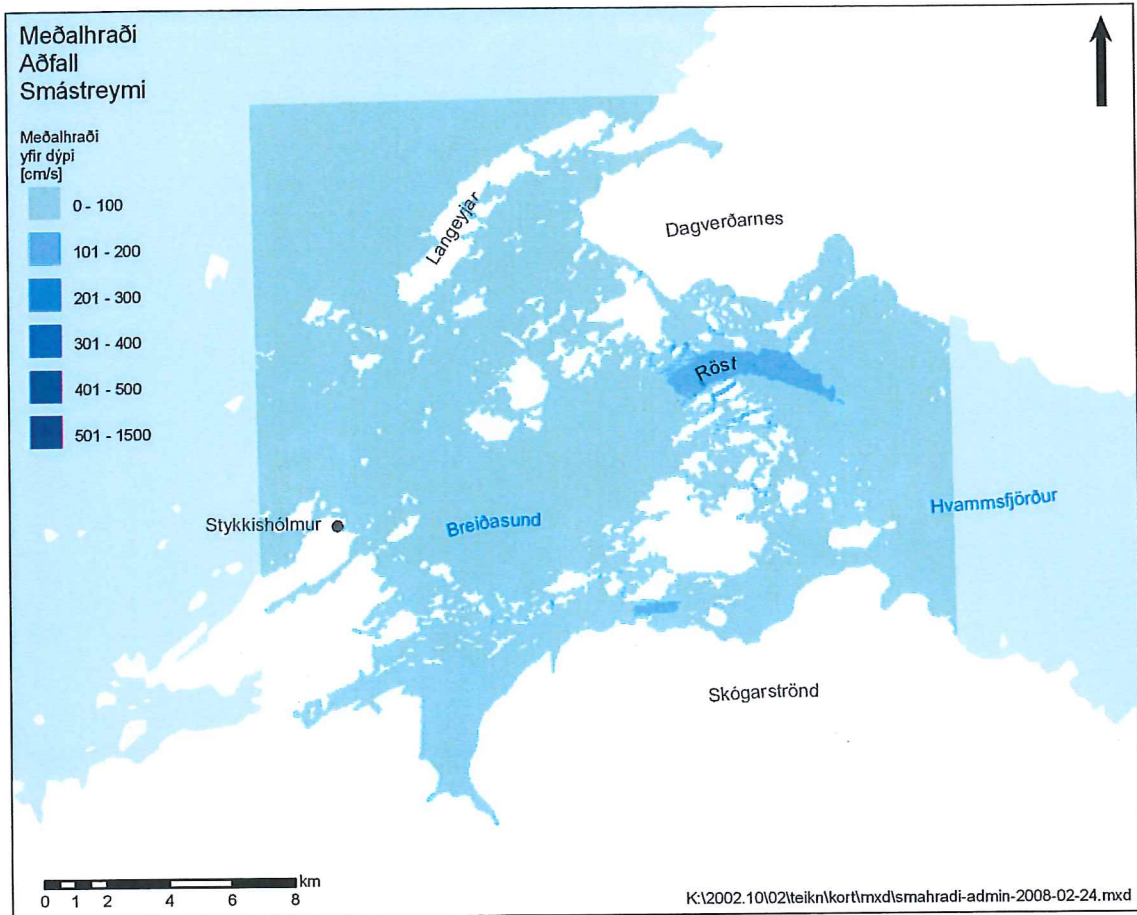 Meðalhraði
Aðfall
Smástreymi
Meðalhraði
yfir dýpi
[cm/s]
0 - 100
101 - 200
201 - 300
301 - 400
401 - 500
501 - 1500
Langeyjar
Dagverðarnes
Röst
Hvammsfjörður
Stykkishólmur
Breiðasund
Skógarströnd
km
0 1 2 4 6 8
K:\2002.10\02\teikn\kort\mxd\smahradi-admin-2008-02-24.mxd